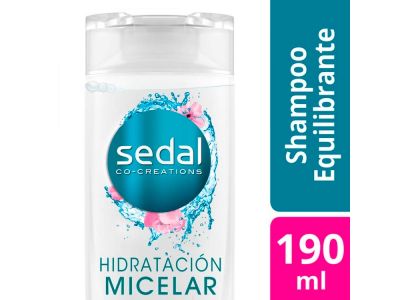 sedal
CO-CREATIONS
HIDRATACIÓN
MICELAR
Shampoo
Equilibrante
190
ml